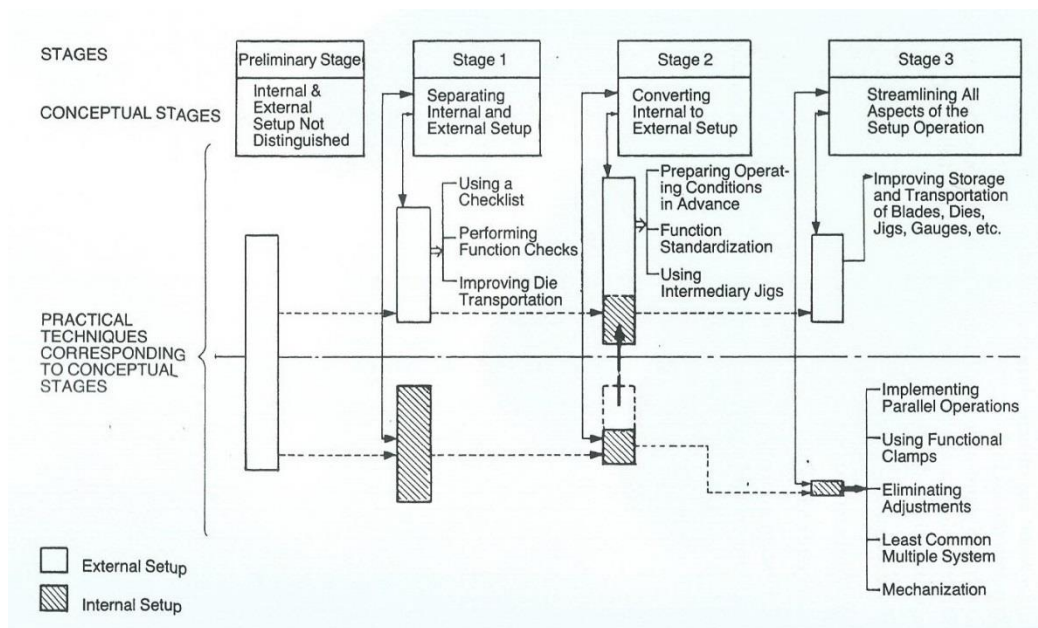 STAGES
Preliminary Stage
Stage 1
Stage 2
Stage 3
CONCEPTUAL STAGES
Internal &
External
Setup Not
Distinguished
Separating
Internal and
External Setup
Converting
Internal to
External Setup
Streamlining All
Aspects of the
Setup Operation
Using a
Checklist
Performing
Function Checks
Improving Die
Transportation
Preparing Operat-
ing Conditions
in Advance
Function
Standardization
Using
Intermediary Jigs
Improving Storage
and Transportation
of Blades, Dies,
Jigs, Gauges, etc.
PRACTICAL
TECHNIQUES
CORRESPONDING
TO CONCEPTUAL
STAGES
Implementing
Parallel Operations
Using Functional
Clamps
Eliminating
Adjustments
Least Common
Multiple System
Mechanization
External Setup
Internal Setup